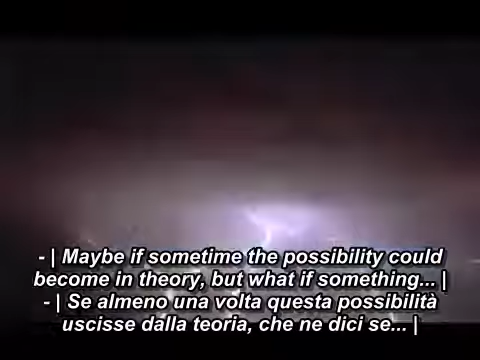 - | Maybe if sometime the possibility could
become in theory, but what if something... |
- | Se almeno una volta questa possibilità
uscisse dalla teoria, che ne dici se... |